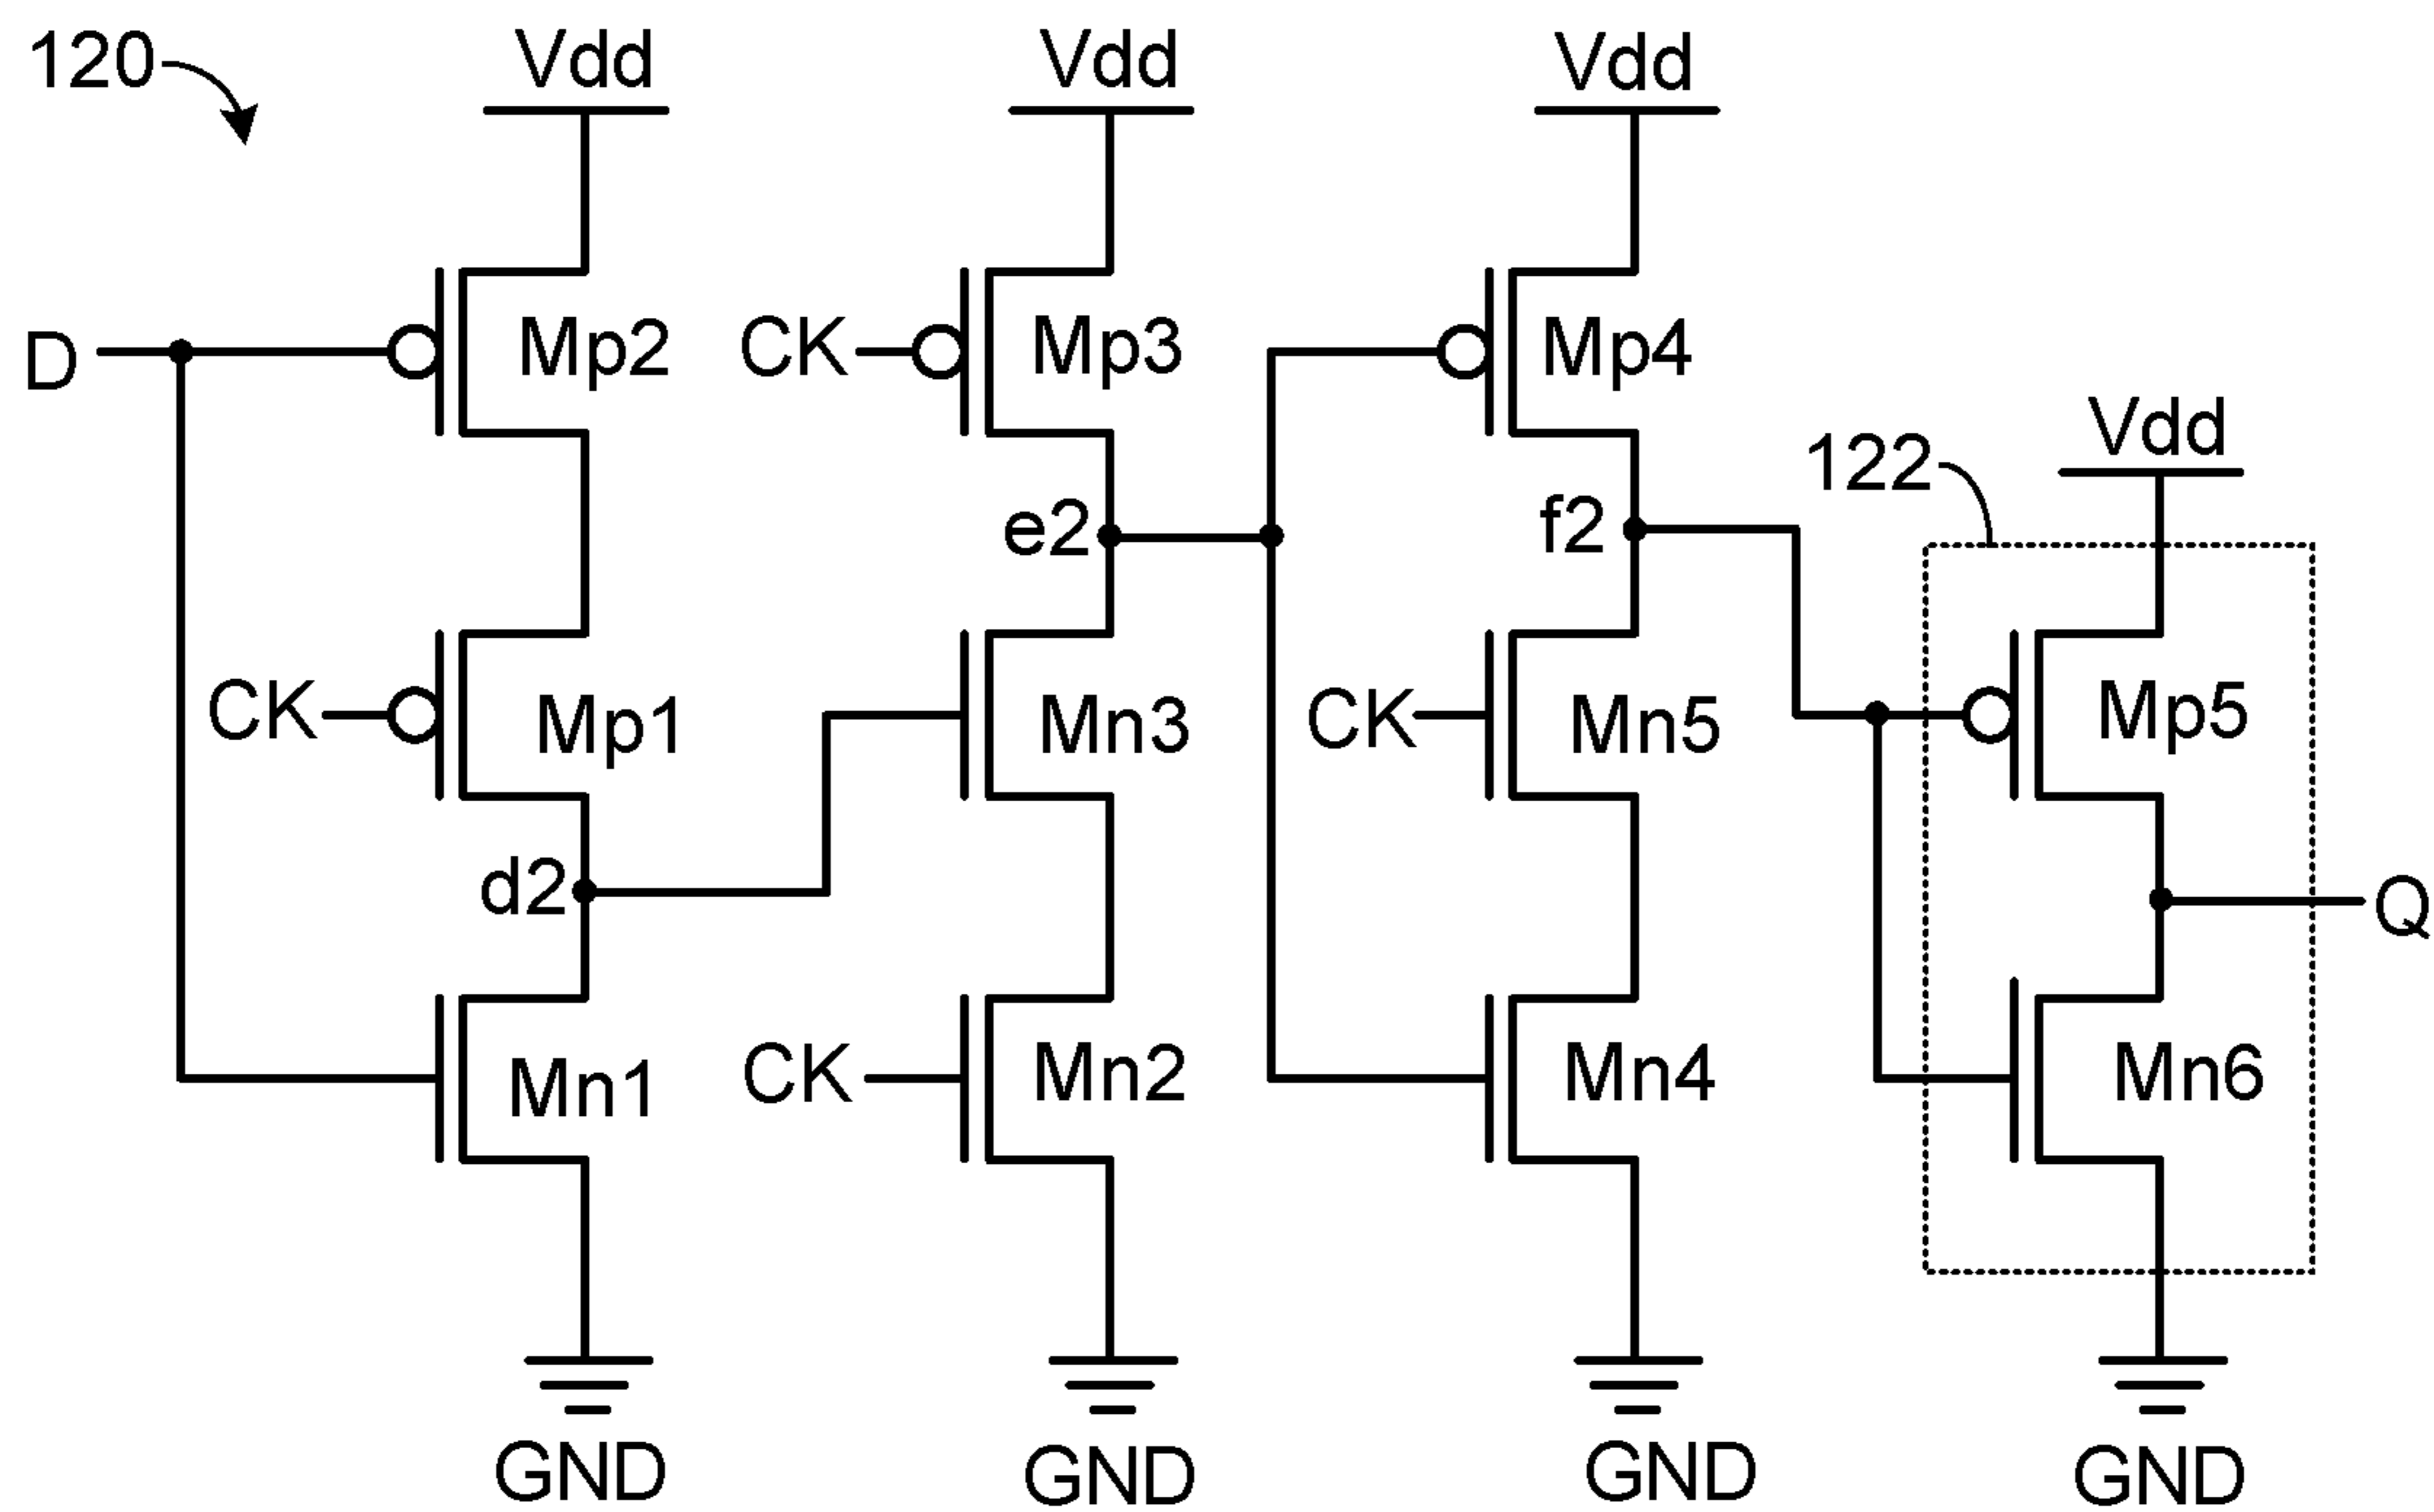 120
Vdd
Vdd
Vdd
D
Mp2
CK
Mp3
Mp4
Vdd
122
e2
f2
CK
Mp1
Mn3
CK
Mn5
Mp5
d2
Q
Mn1
CK
Mn2
Mn4
Mn6
GND
GND
GND
GND